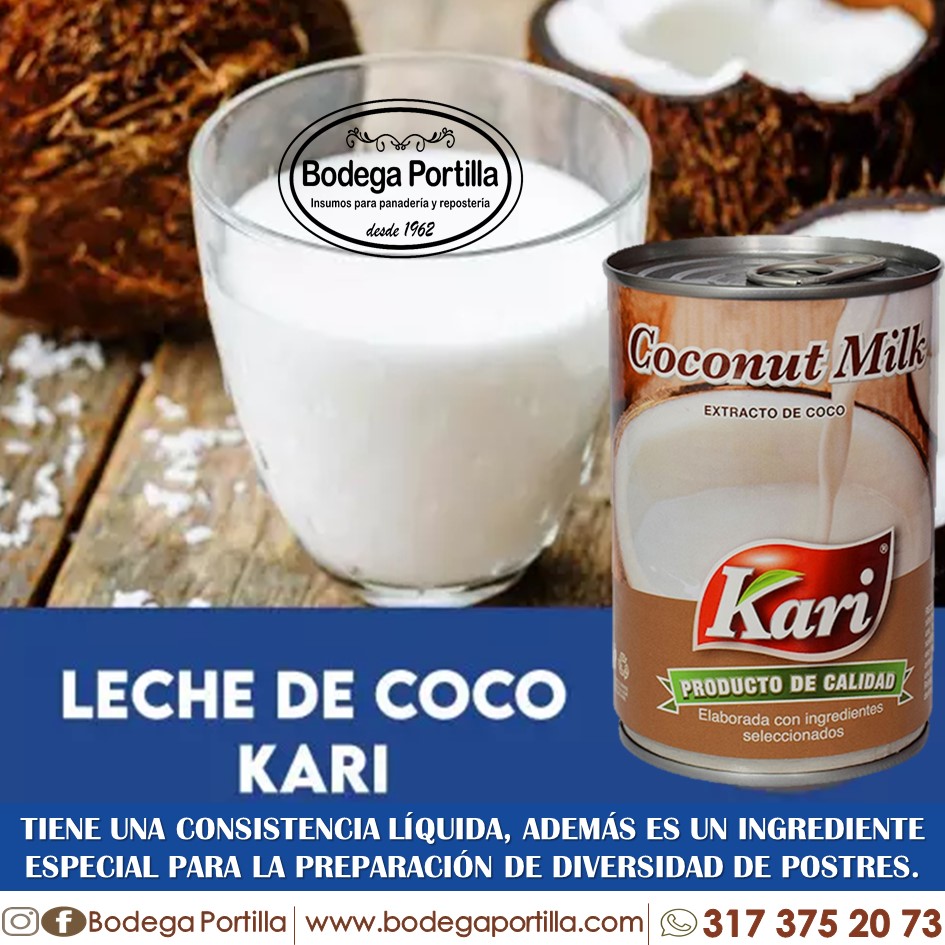 Bodega Portilla
Insumos para panadería y repostería
desde 1962
Coconut Milk
EXTRACTO DE COCO
Kari®
PRODUCTO DE CALIDAD
Elaborada con ingredientes
seleccionados
LECHE DE COCO
KARI
TIENE UNA CONSISTENCIA LÍQUIDA, ADEMÁS ES UN INGREDIENTE
ESPECIAL PARA LA PREPARACIÓN DE DIVERSIDAD DE POSTRES.
Bodega Portilla | www.bodegaportilla.com | 317 375 20 73